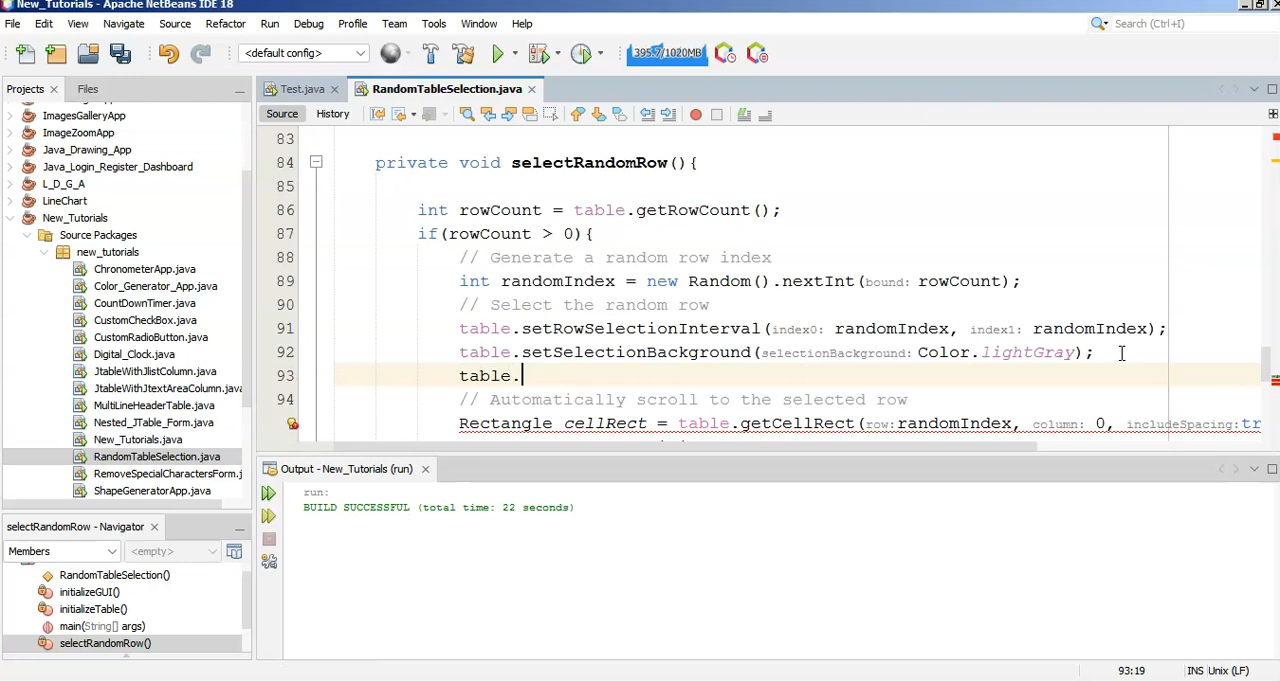 New_Tutorials - Apache NetBeans IDE 18
File Edit View Navigate Source Refactor Run Debug Profile Team Tools Window Help
Search (Ctrl+I)
<default config>
395.7/1020MB
Projects Files
Test.java RandomTableSelection.java
Source History
ImagesGalleryApp
ImageZoomApp
Java_Drawing_App
Java_Login_Register_Dashboard
L_D_G_A
LineChart
New_Tutorials
Source Packages
new_tutorials
ChronometerApp.java
Color_Generator_App.java
CountDownTimer.java
CustomCheckBox.java
CustomRadioButton.java
Digital_Clock.java
JtableWithJlistColumn.java
JtableWithJtextAreaColumn.java
MultiLineHeaderTable.java
Nested_JTable_Form.java
New_Tutorials.java
RandomTableSelection.java
RemoveSpecialCharactersForm.j
ShapeGeneratorApp.java
83
84 private void selectRandomRow(){
85
86 int rowCount = table.getRowCount();
87 if(rowCount > 0){
88 // Generate a random row index
89 int randomIndex = new Random().nextInt(bound: rowCount);
90 // Select the random row
91 table.setRowSelectionInterval(index0: randomIndex, index1: randomIndex);
92 table.setSelectionBackground(selectionBackground: Color.lightGray);
93 table.
94 // Automatically scroll to the selected row
Rectangle cellRect = table.getCellRect(row: randomIndex, column: 0, includeSpacing: tr
Output - New_Tutorials (run)
run:
BUILD SUCCESSFUL (total time: 22 seconds)
selectRandomRow - Navigator
Members <empty>
RandomTableSelection()
initializeGUI()
initializeTable()
main(String[] args)
selectRandomRow()
93:19 INS Unix (LF)